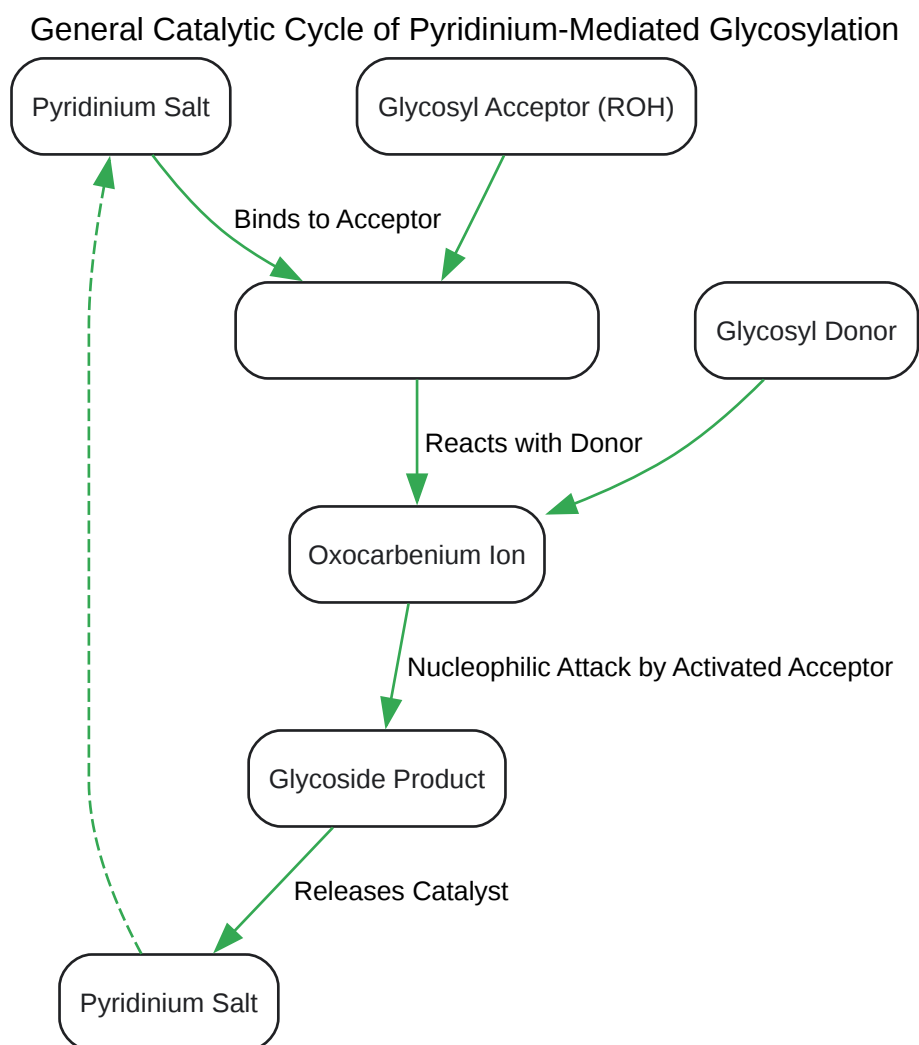 General Catalytic Cycle of Pyridinium-Mediated Glycosylation
Pyridinium Salt
Glycosyl Acceptor (ROH)
Binds to Acceptor
Glycosyl Donor
Reacts with Donor
Oxocarbenium Ion
Nucleophilic Attack by Activated Acceptor
Glycoside Product
Releases Catalyst
Pyridinium Salt